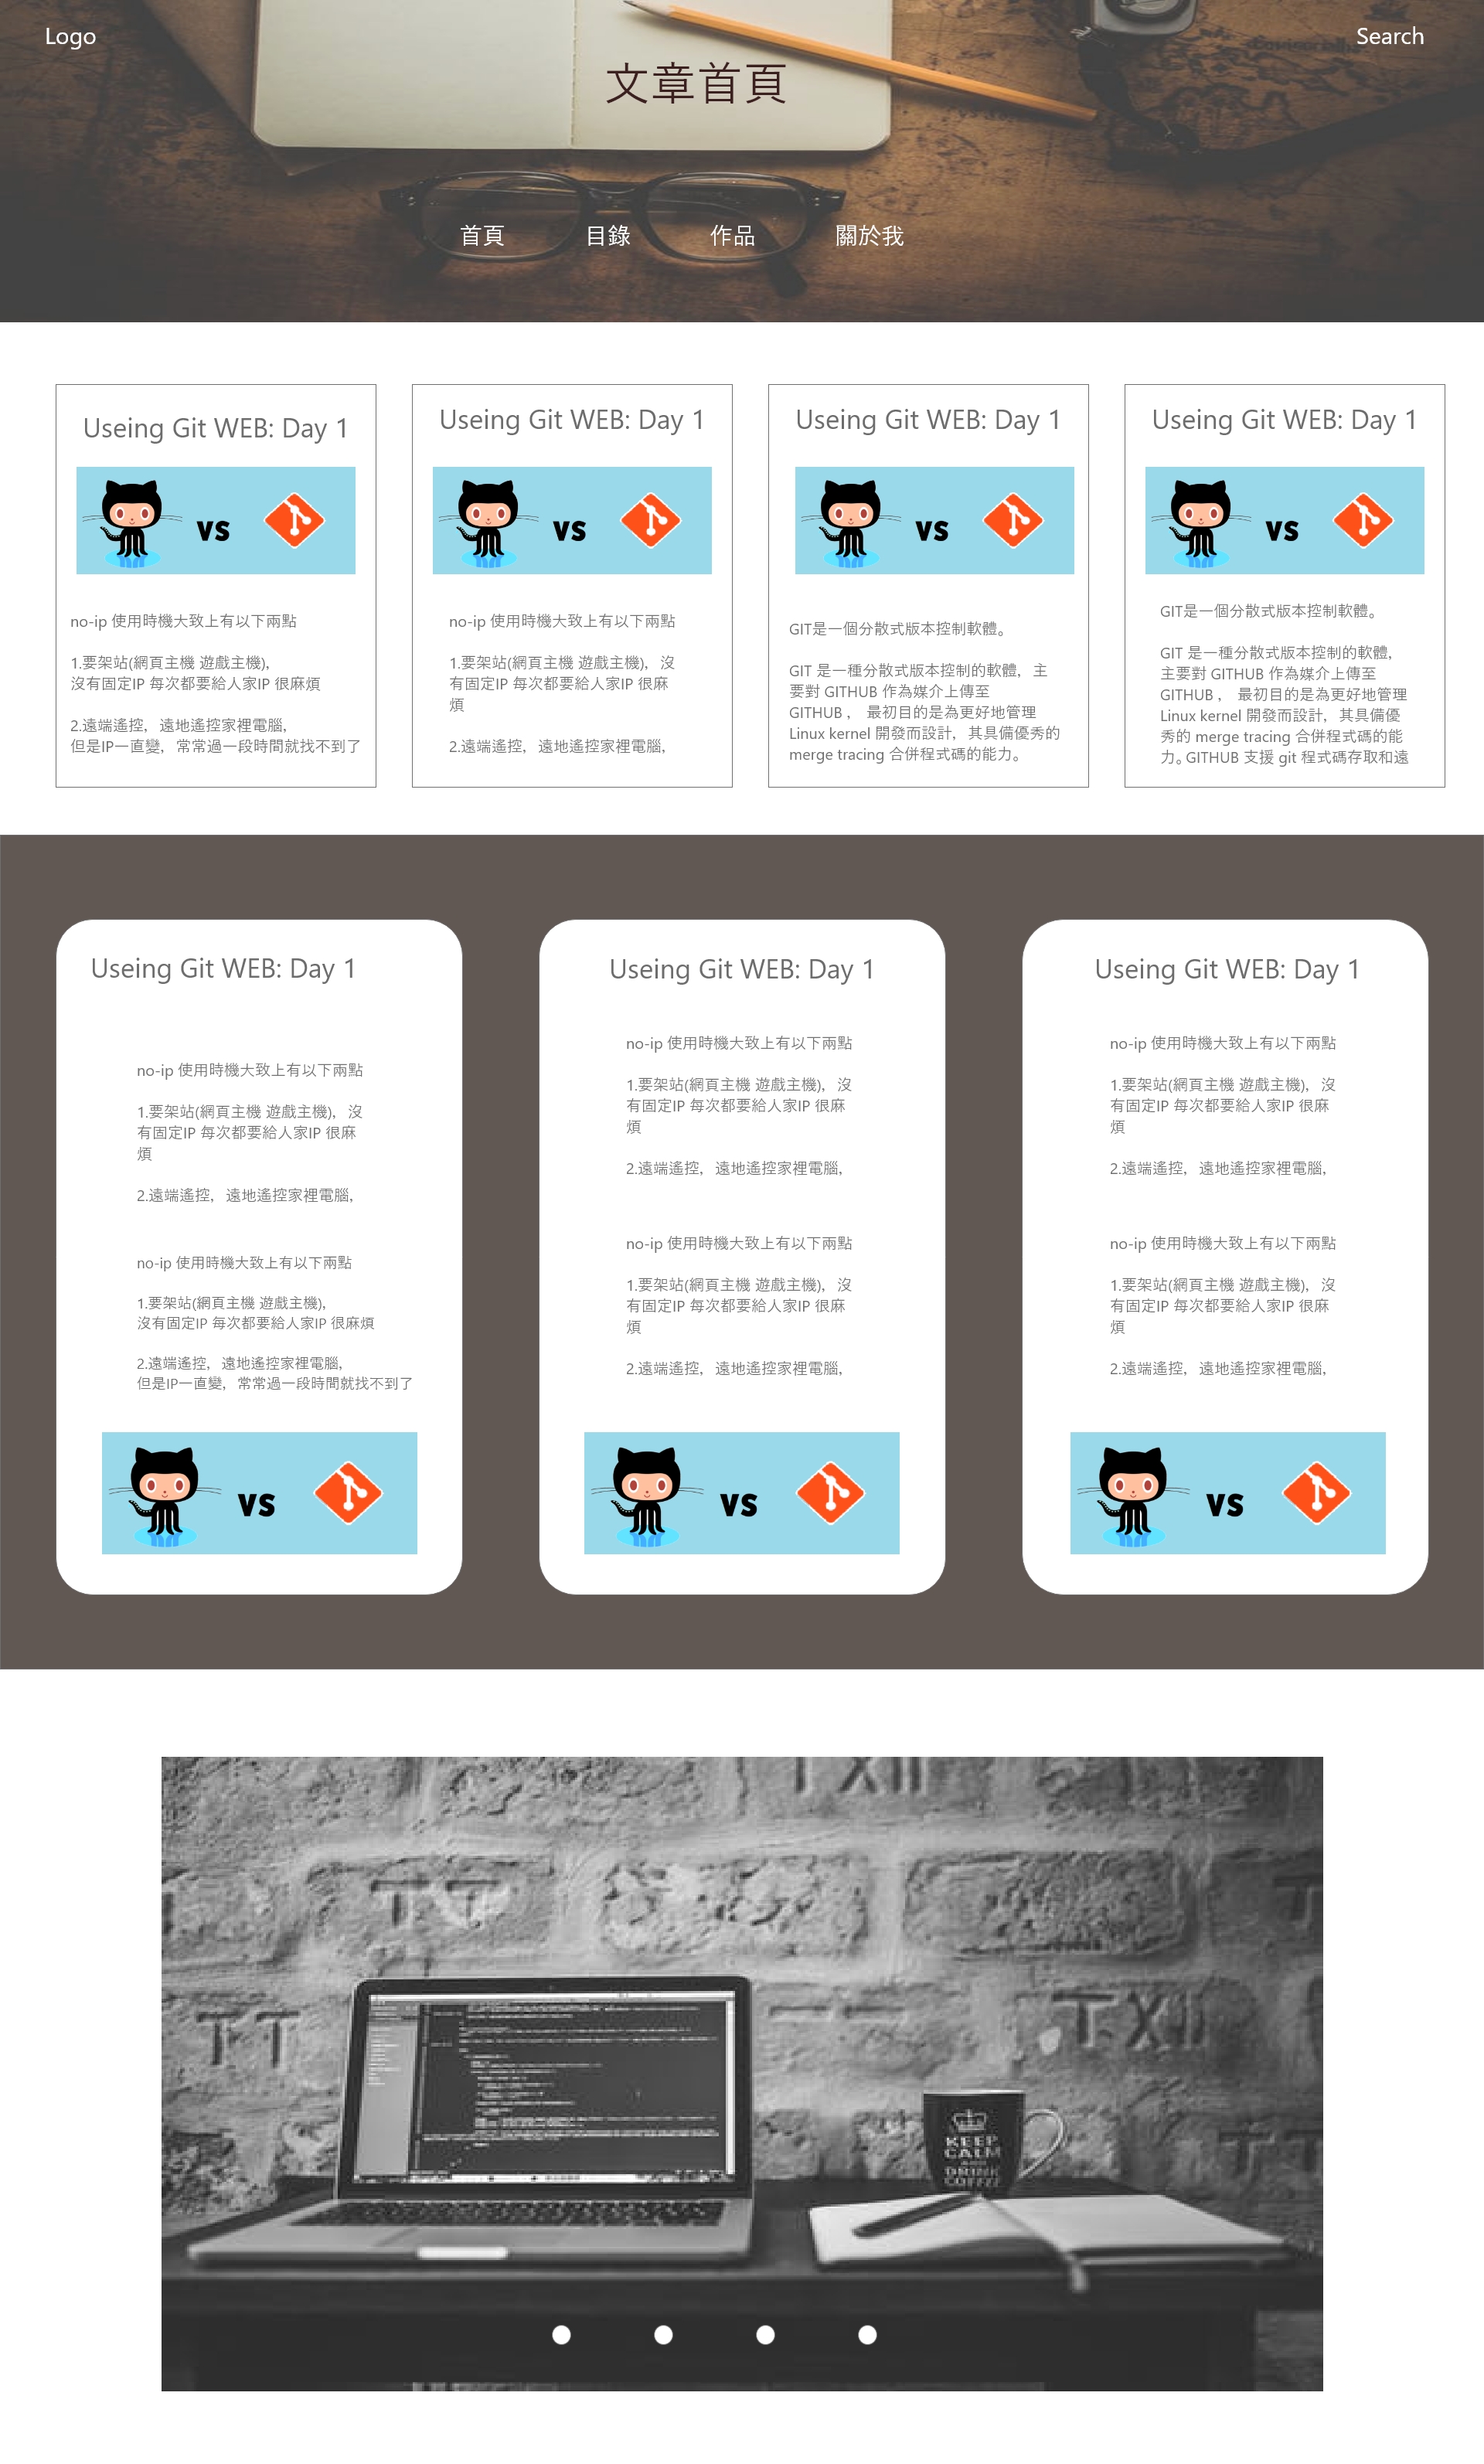 Logo
Search
文章首頁
首頁 目錄 作品 關於我
Useing Git WEB: Day 1
vs
no-ip 使用時機大致上有以下兩點
1.要架站(網頁主機 遊戲主機),
沒有固定IP 每次都要給人家IP 很麻煩
2.遠端遙控, 遠地遙控家裡電腦,
但是IP一直變, 常常過一段時間就找不到了
Useing Git WEB: Day 1
vs
no-ip 使用時機大致上有以下兩點
1.要架站(網頁主機 遊戲主機), 沒
有固定IP 每次都要給人家IP 很麻
煩
2.遠端遙控, 遠地遙控家裡電腦,
Useing Git WEB: Day 1
vs
GIT是一個分散式版本控制軟體。
GIT 是一種分散式版本控制的軟體, 主
要對 GITHUB 作為媒介上傳至
GITHUB , 最初目的是為更好地管理
Linux kernel 開發而設計, 其具備優秀的
merge tracing 合併程式碼的能力。
Useing Git WEB: Day 1
vs
GIT是一個分散式版本控制軟體。
GIT 是一種分散式版本控制的軟體,
主要對 GITHUB 作為媒介上傳至
GITHUB , 最初目的是為更好地管理
Linux kernel 開發而設計, 其具備優
秀的 merge tracing 合併程式碼的能
力。GITHUB 支援 git 程式碼存取和遠
Useing Git WEB: Day 1
no-ip 使用時機大致上有以下兩點
1.要架站(網頁主機 遊戲主機), 沒
有固定IP 每次都要給人家IP 很麻
煩
2.遠端遙控, 遠地遙控家裡電腦,
no-ip 使用時機大致上有以下兩點
1.要架站(網頁主機 遊戲主機),
沒有固定IP 每次都要給人家IP 很麻煩
2.遠端遙控, 遠地遙控家裡電腦,
但是IP一直變, 常常過一段時間就找不到了
vs
Useing Git WEB: Day 1
no-ip 使用時機大致上有以下兩點
1.要架站(網頁主機 遊戲主機), 沒
有固定IP 每次都要給人家IP 很麻
煩
2.遠端遙控, 遠地遙控家裡電腦,
no-ip 使用時機大致上有以下兩點
1.要架站(網頁主機 遊戲主機), 沒
有固定IP 每次都要給人家IP 很麻
煩
2.遠端遙控, 遠地遙控家裡電腦,
vs
Useing Git WEB: Day 1
no-ip 使用時機大致上有以下兩點
1.要架站(網頁主機 遊戲主機), 沒
有固定IP 每次都要給人家IP 很麻
煩
2.遠端遙控, 遠地遙控家裡電腦,
no-ip 使用時機大致上有以下兩點
1.要架站(網頁主機 遊戲主機), 沒
有固定IP 每次都要給人家IP 很麻
煩
2.遠端遙控, 遠地遙控家裡電腦,
vs
TXII
TT
TT
TXII
KEEP
CALM
AND
DRINK
COFFEE